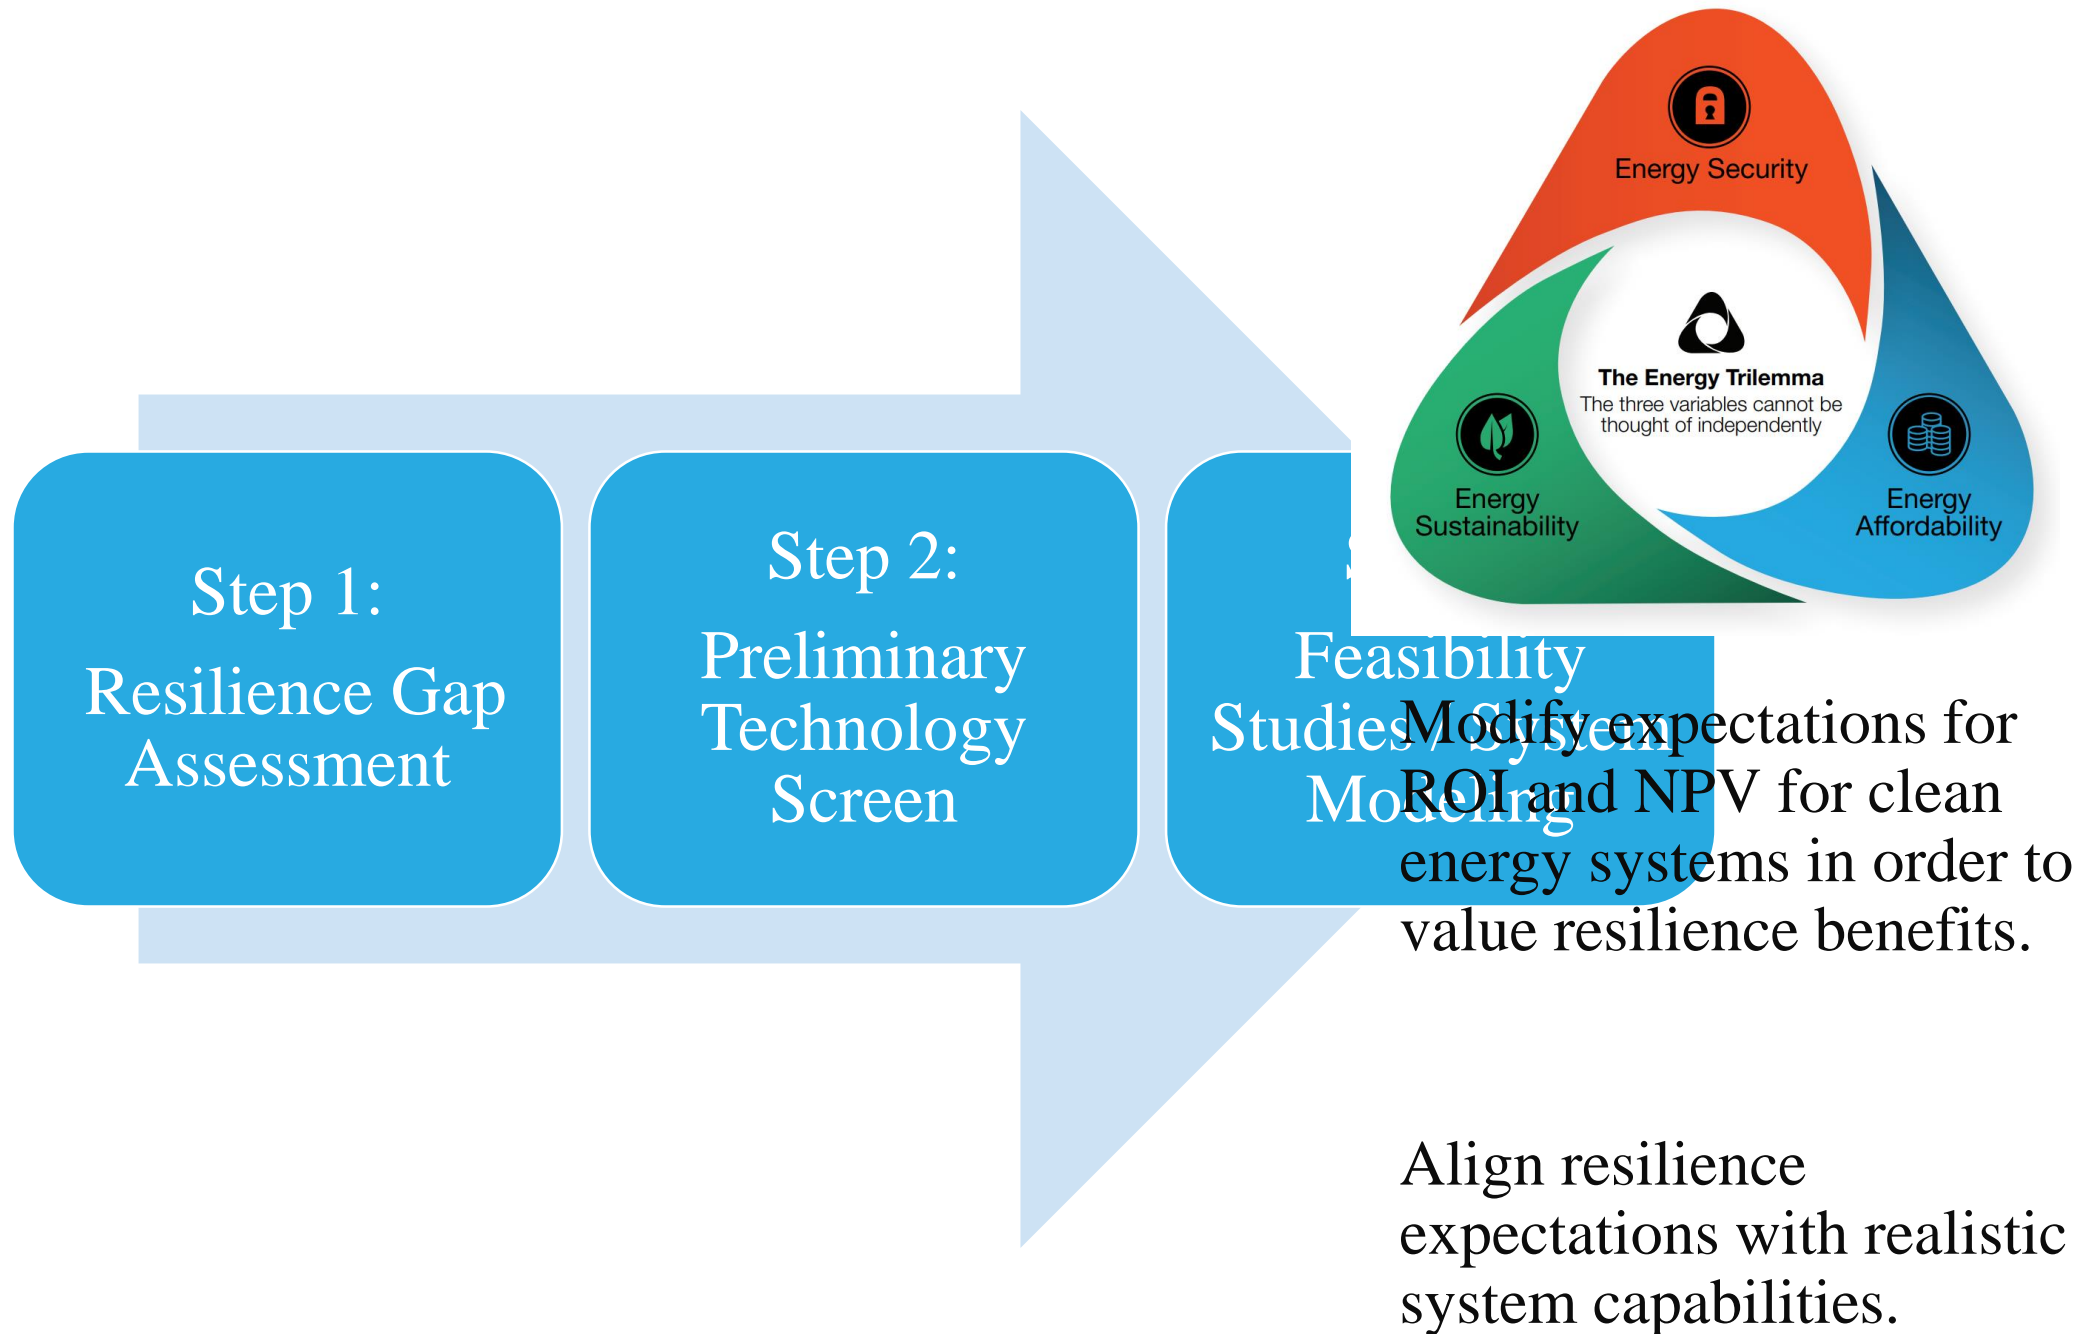 Step 1:
Resilience Gap
Assessment
Step 2:
Preliminary
Technology
Screen
Feasibility
Studies / System
Modeling
Energy Security
The Energy Trilemma
The three variables cannot be
thought of independently
Energy
Sustainability
Energy
Affordability
Modify expectations for
ROI and NPV for clean
energy systems in order to
value resilience benefits.
Align resilience
expectations with realistic
system capabilities.